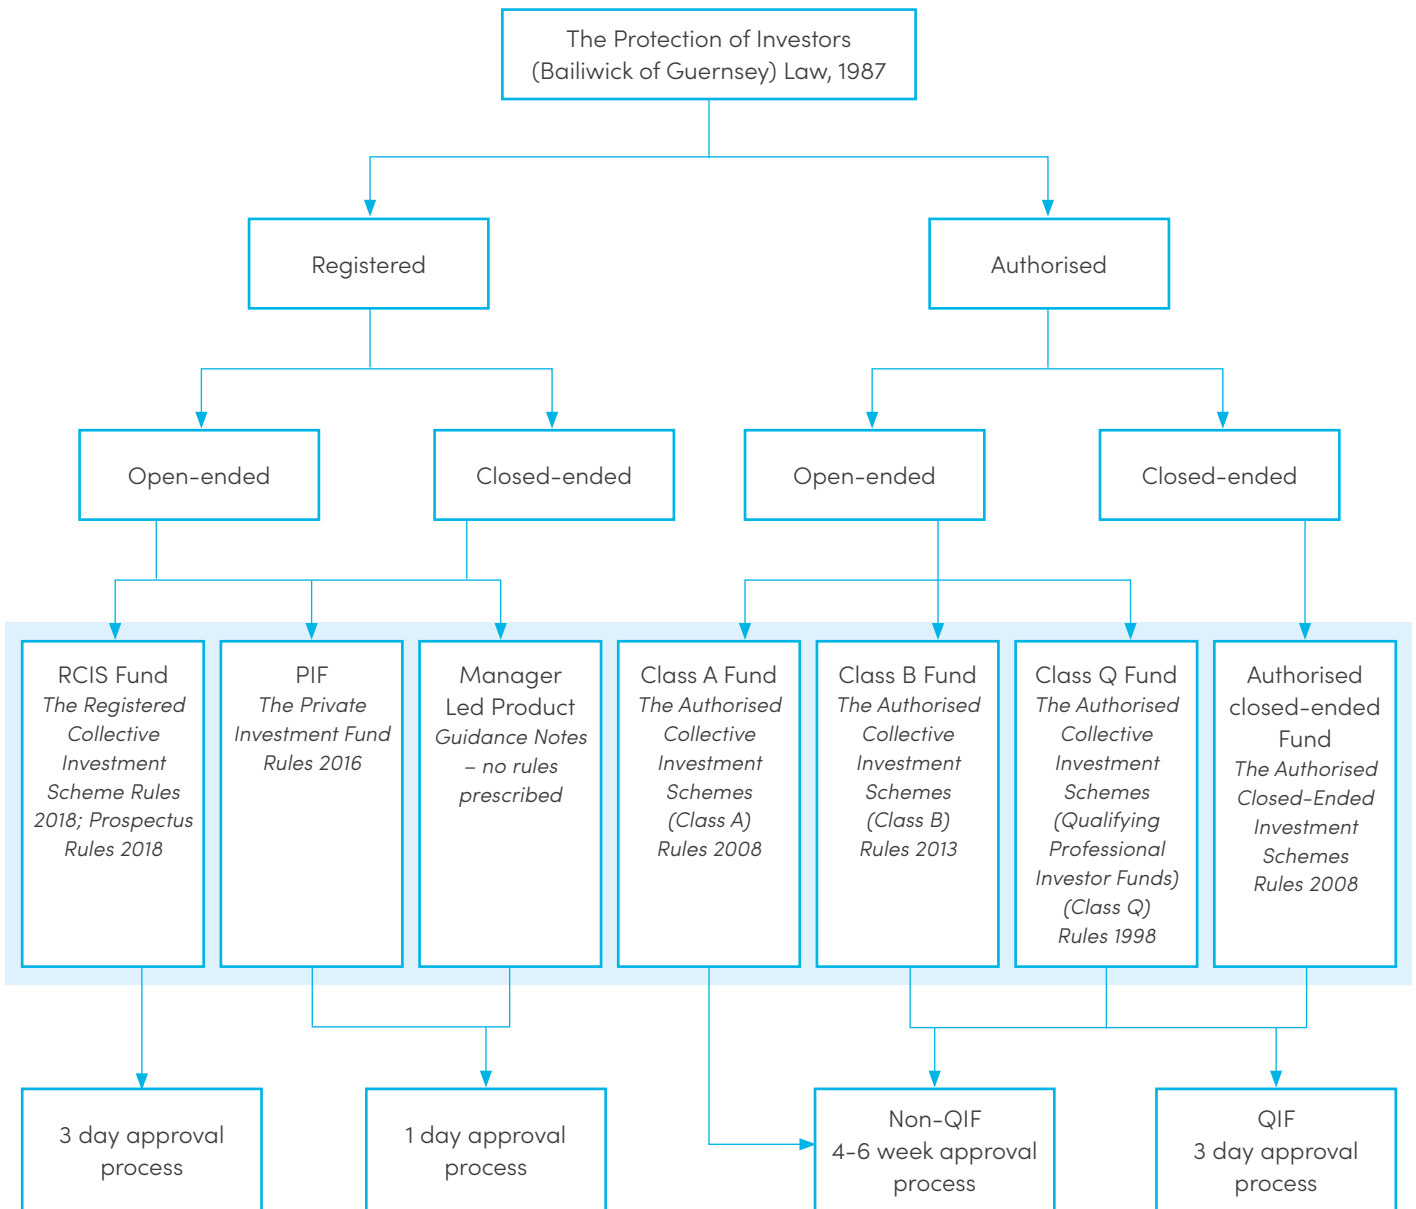 The Protection of Investors
(Bailiwick of Guernsey) Law, 1987
Registered
Authorised
Open-ended
Closed-ended
Open-ended
Closed-ended
RCIS Fund
The Registered
Collective
Investment
Scheme Rules
2018; Prospectus
Rules 2018
PIF
The Private
Investment Fund
Rules 2016
Manager
Led Product
Guidance Notes
– no rules
prescribed
Class A Fund
The Authorised
Collective
Investment
Schemes
(Class A)
Rules 2008
Class B Fund
The Authorised
Collective
Investment
Schemes
(Class B)
Rules 2013
Class Q Fund
The Authorised
Collective
Investment
Schemes
(Qualifying
Professional
Investor Funds)
(Class Q)
Rules 1998
Authorised
closed-ended
Fund
The Authorised
Closed-Ended
Investment
Schemes
Rules 2008
3 day approval
process
1 day approval
process
Non-QIF
4-6 week approval
process
QIF
3 day approval
process